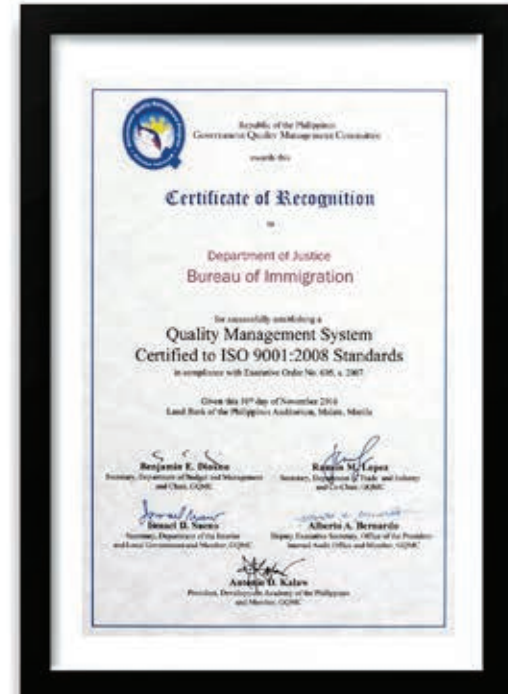 Republic of the Philippines
Government Quality Management Committee
awards this
Certificate of Recognition
to
Department of Justice
Bureau of Immigration
for successfully establishing a
Quality Management System
Certified to ISO 9001:2008 Standards
in compliance with Executive Order No. 605, s. 2007
Given this day of November 2016
Land Bank of the Philippines Auditorium, Malate, Manila
Benjamin E. Diokno
Secretary, Department of Budget and Management
and Chair, GQMC
Ramon M. Lopez
Secretary, Department of Trade and Industry
and Co-Chair, GQMC
Ismael D. Sueno
Secretary, Department of the Interior
and Local Government and Member, GQMC
Alberto A. Bernardo
Deputy Executive Secretary, Office of the President
Internal Audit Office and Member, GQMC
Antonio D. Kalaw
President, Development Academy of the Philippines
and Member, GQMC